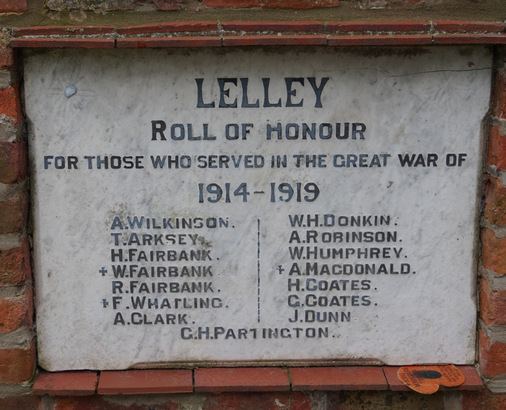 LELLEY
ROLL OF HONOUR
FOR THOSE WHO SERVED IN THE GREAT WAR OF
1914-1919
A.WILKINSON.
T.ARKSEY.
H.FAIRBANK.
+W.FAIRBANK.
R.FAIRBANK.
+F.WHATLING.
A.CLARK.
W.H.DONKIN.
A.ROBINSON.
W.HUMPHREY.
+A.MACDONALD.
H.COATES.
G.COATES.
J.DUNN
G.H.PARTINGTON.